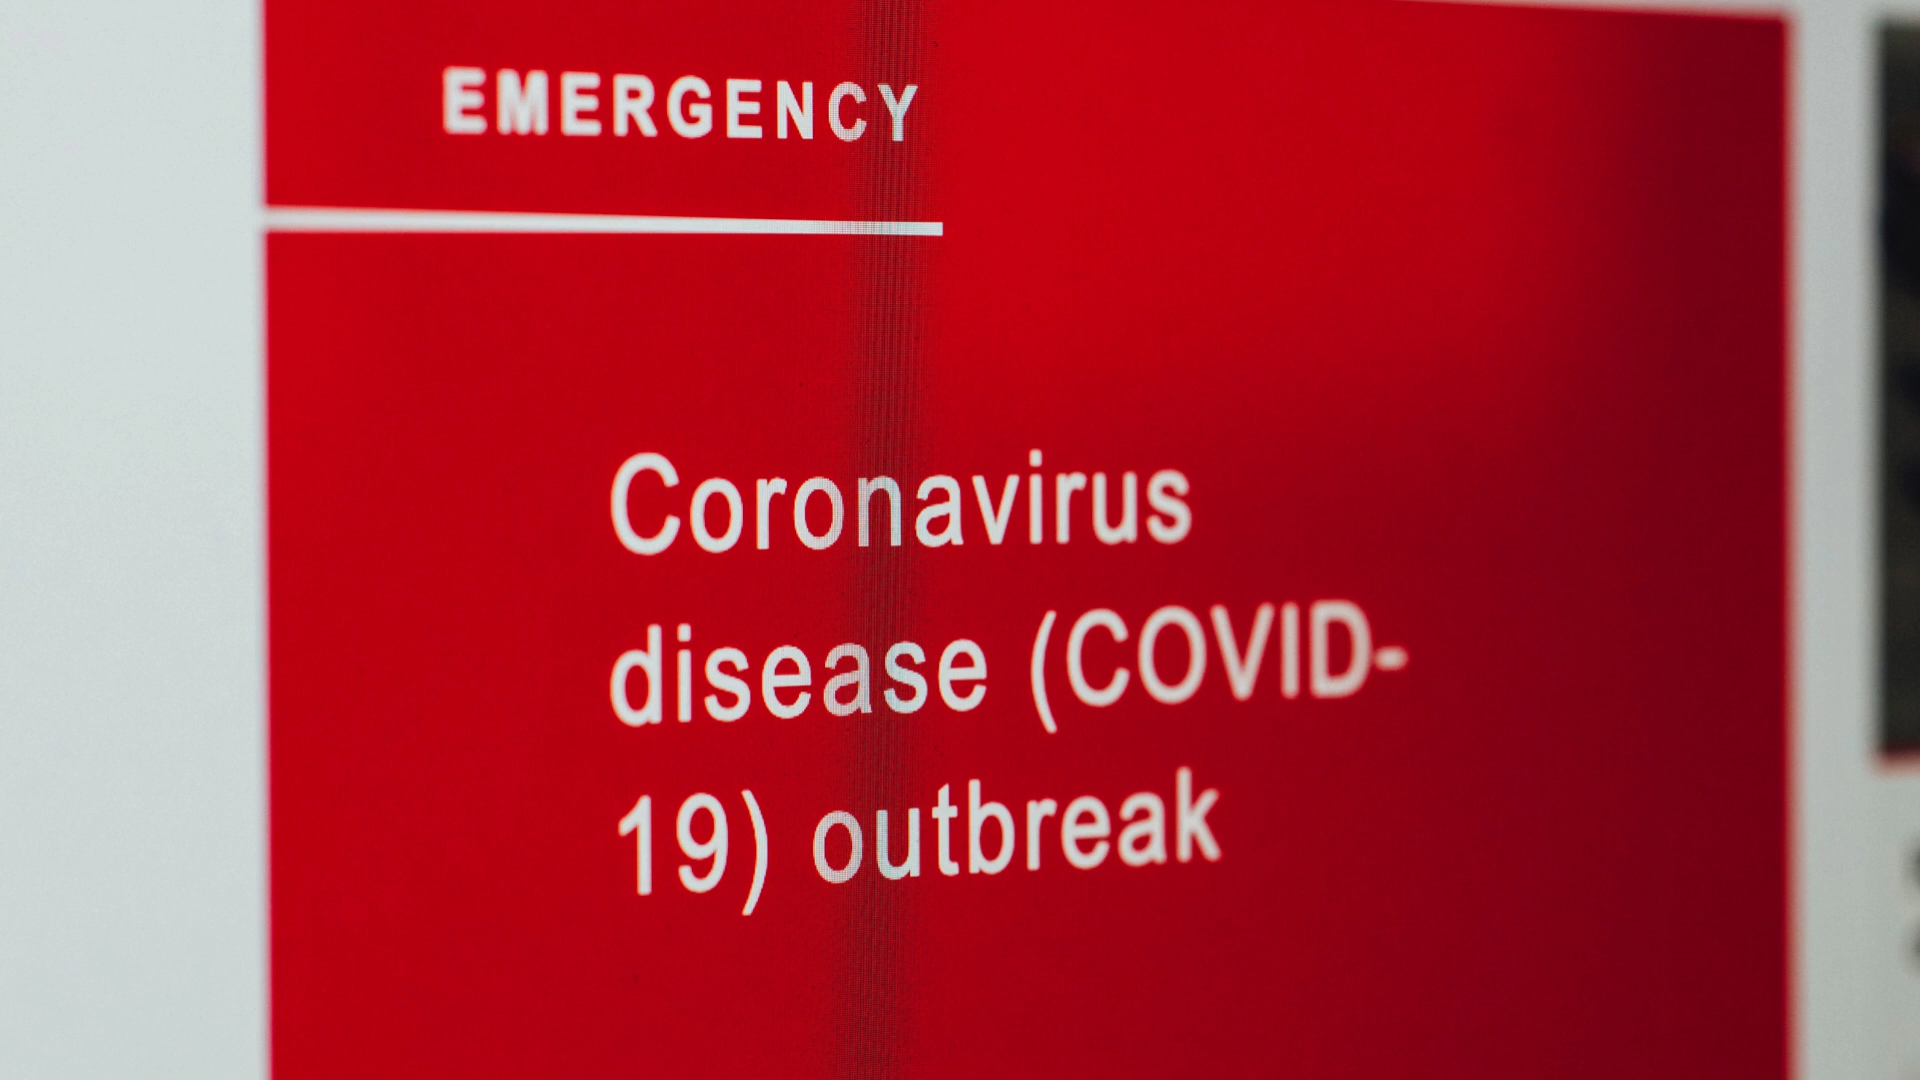 EMERGENCY
Coronavirus
disease (COVID-
19) outbreak